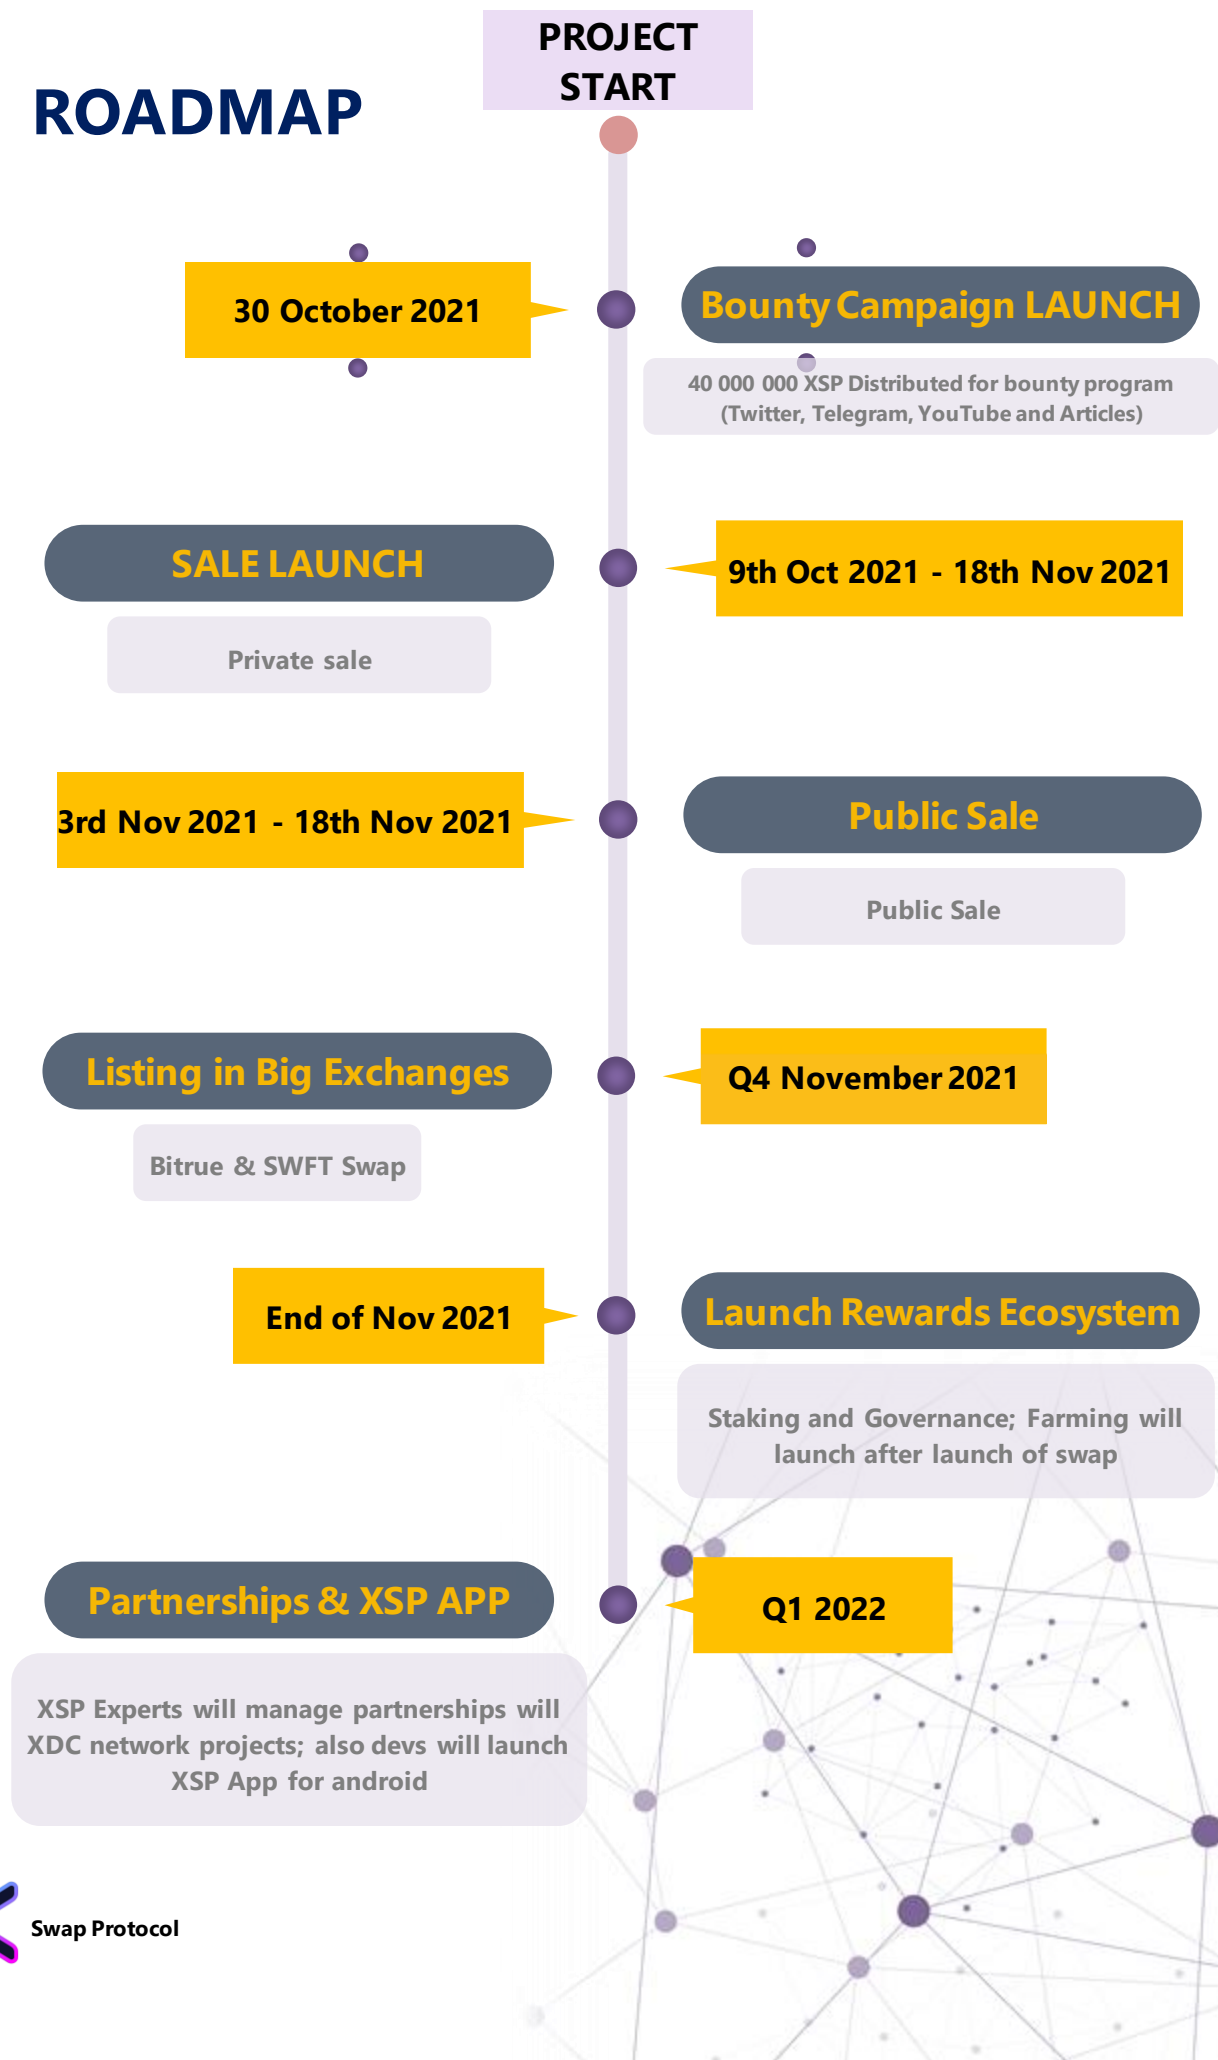 PROJECT
START
ROADMAP
30 October 2021
Bounty Campaign LAUNCH
40 000 000 XSP Distributed for bounty program
(Twitter, Telegram, YouTube and Articles)
SALE LAUNCH
9th Oct 2021 - 18th Nov 2021
Private sale
3rd Nov 2021 - 18th Nov 2021
Public Sale
Public Sale
Listing in Big Exchanges
Q4 November 2021
Bitrue & SWFT Swap
End of Nov 2021
Launch Rewards Ecosystem
Staking and Governance; Farming will
launch after launch of swap
Partnerships & XSP APP
Q1 2022
XSP Experts will manage partnerships will
XDC network projects; also devs will launch
XSP App for android
Swap Protocol